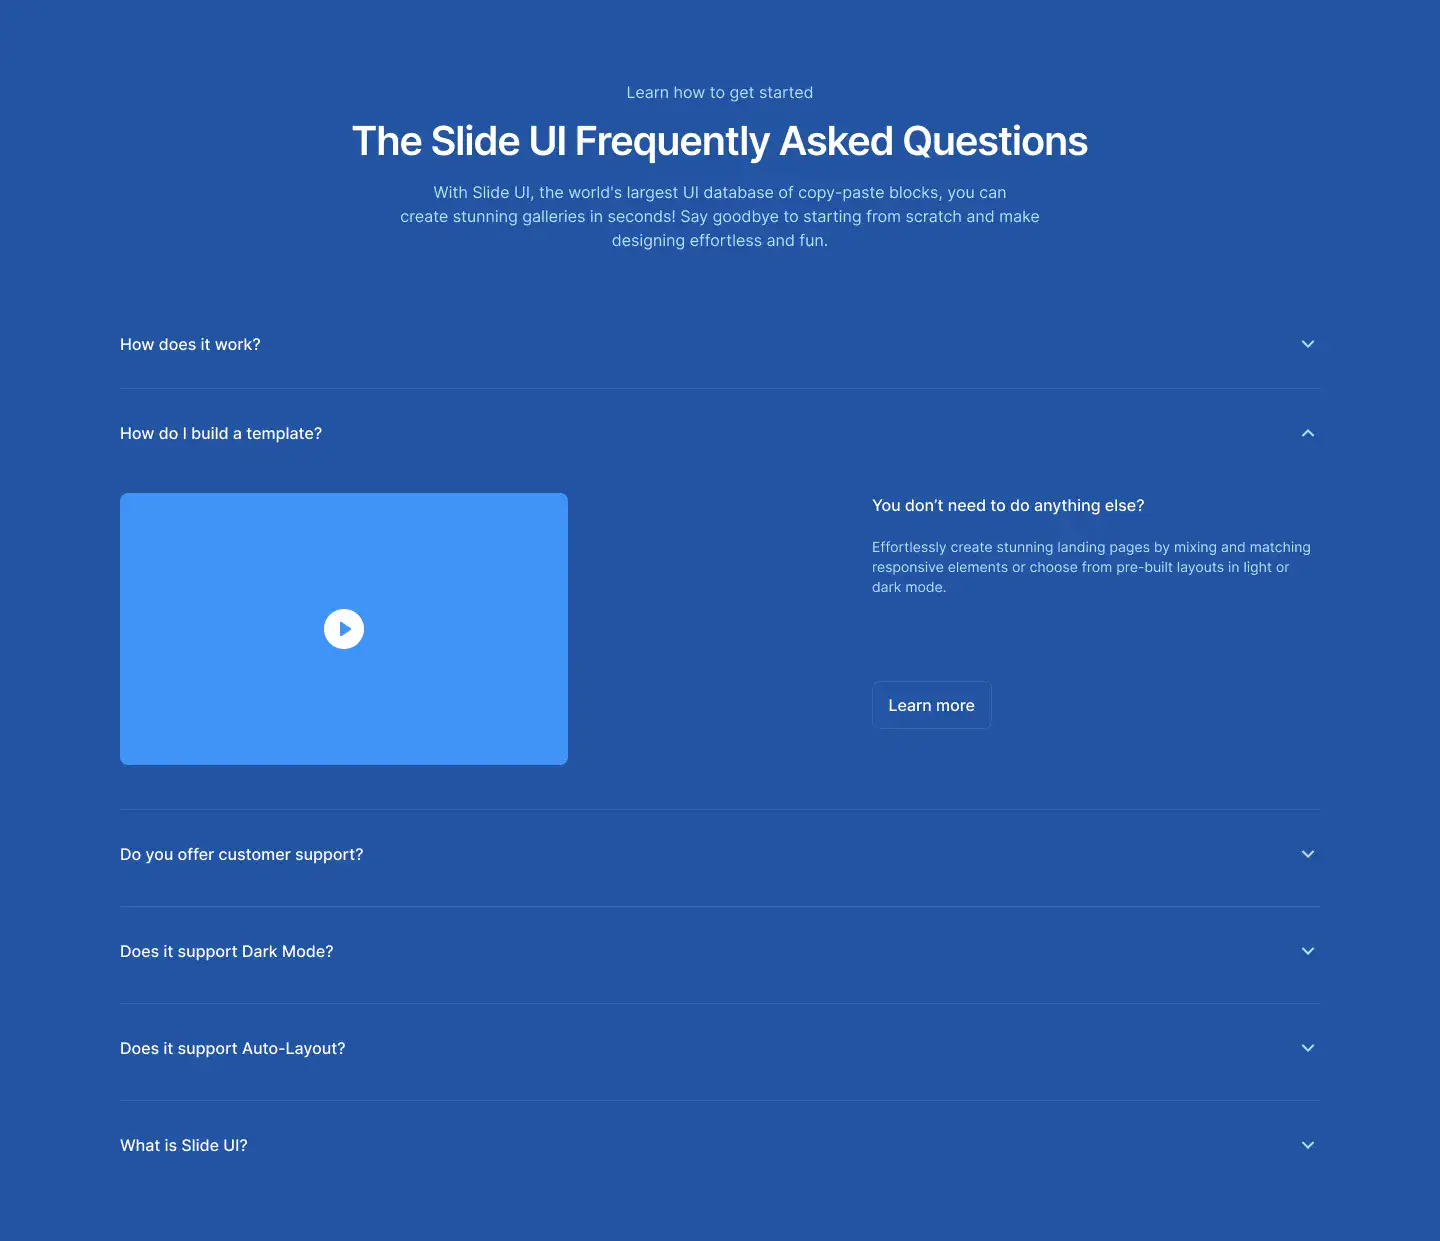 Learn how to get started
The Slide UI Frequently Asked Questions
With Slide UI, the world's largest UI database of copy-paste blocks, you can
create stunning galleries in seconds! Say goodbye to starting from scratch and make
designing effortless and fun.
How does it work?
How do I build a template?
You don’t need to do anything else?
Effortlessly create stunning landing pages by mixing and matching
responsive elements or choose from pre-built layouts in light or
dark mode.
Learn more
Do you offer customer support?
Does it support Dark Mode?
Does it support Auto-Layout?
What is Slide UI?